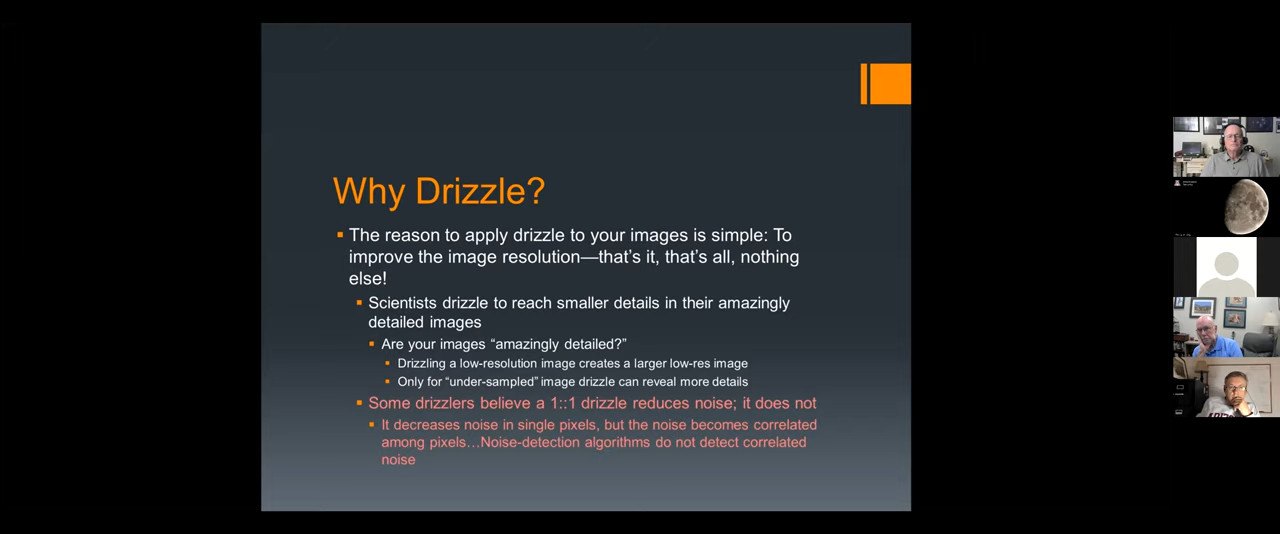 Why Drizzle?
The reason to apply drizzle to your images is simple: To
improve the image resolution—that’s it, that’s all, nothing
else!
Scientists drizzle to reach smaller details in their amazingly
detailed images
Are your images “amazingly detailed?”
Drizzling a low-resolution image creates a larger low-res image
Only for “under-sampled” image drizzle can reveal more details
Some drizzlers believe a 1::1 drizzle reduces noise; it does not
It decreases noise in single pixels, but the noise becomes correlated
among pixels…Noise-detection algorithms do not detect correlated
noise